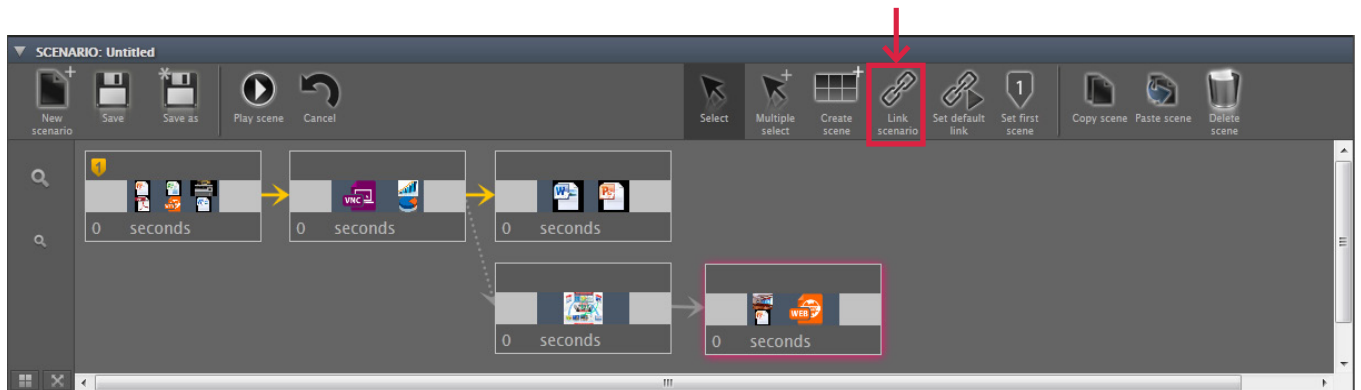 SCENARIO: Untitled
New scenario
Save
Save as
Play scene
Cancel
Select
Multiple select
Create scene
Link scenario
Set default link
Set first scene
Copy scene
Paste scene
Delete scene
1
1
VNC
W
P
0 seconds
0 seconds
0 seconds
WEB
0 seconds
0 seconds